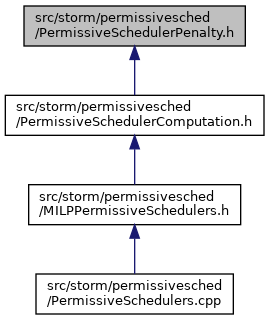 src/storm/permissivesched
/PermissiveSchedulerPenalty.h
src/storm/permissivesched
/PermissiveSchedulerComputation.h
src/storm/permissivesched
/MILPPermissiveSchedulers.h
src/storm/permissivesched
/PermissiveSchedulers.cpp